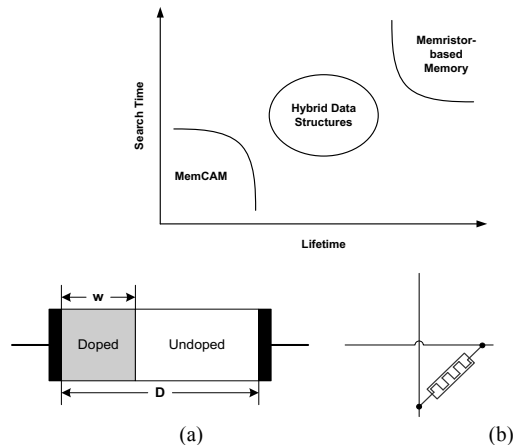 Search Time
Memristor-
based
Memory
Hybrid Data
Structures
MemCAM
Lifetime
w
Doped
Undoped
D
(a)
(b)